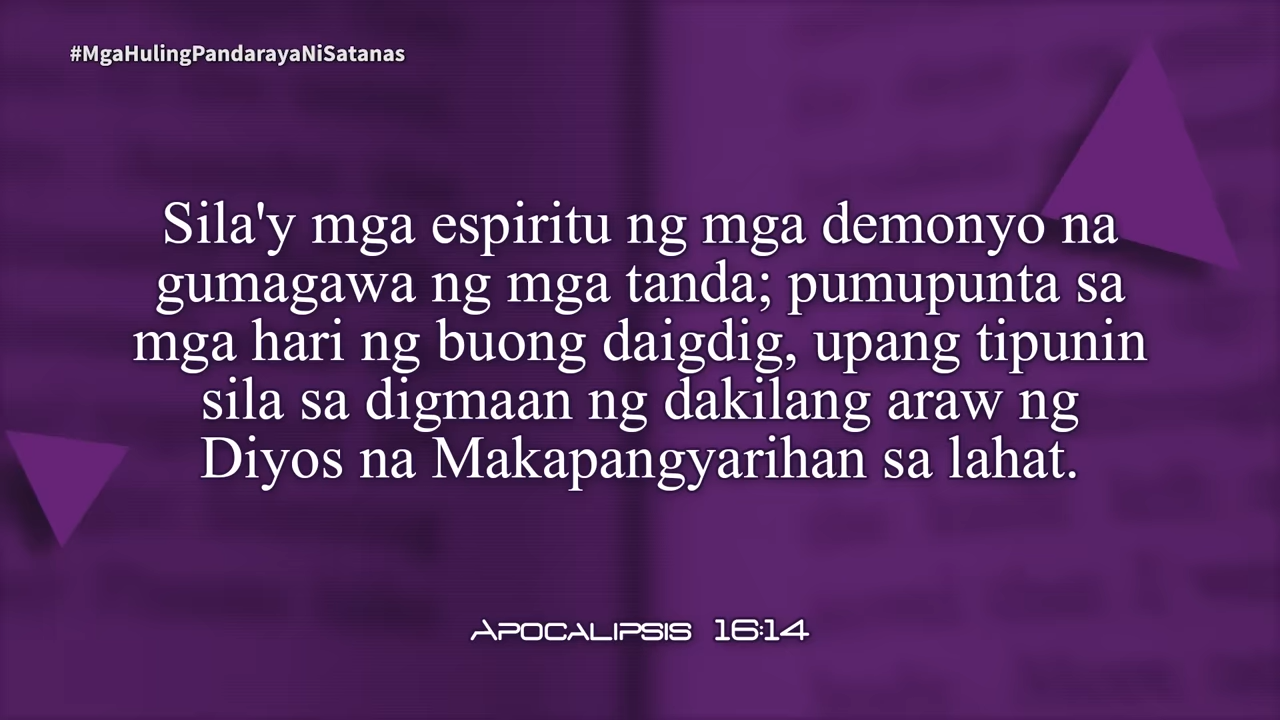 #MgaHulingPandarayaNiSatanas
Sila'y mga espiritu ng mga demonyo na
gumagawa ng mga tanda; pumupunta sa
mga hari ng buong daigdig, upang tipunin
sila sa digmaan ng dakilang araw ng
Diyos na Makapangyarihan sa lahat.
Apocalipsis 16:14